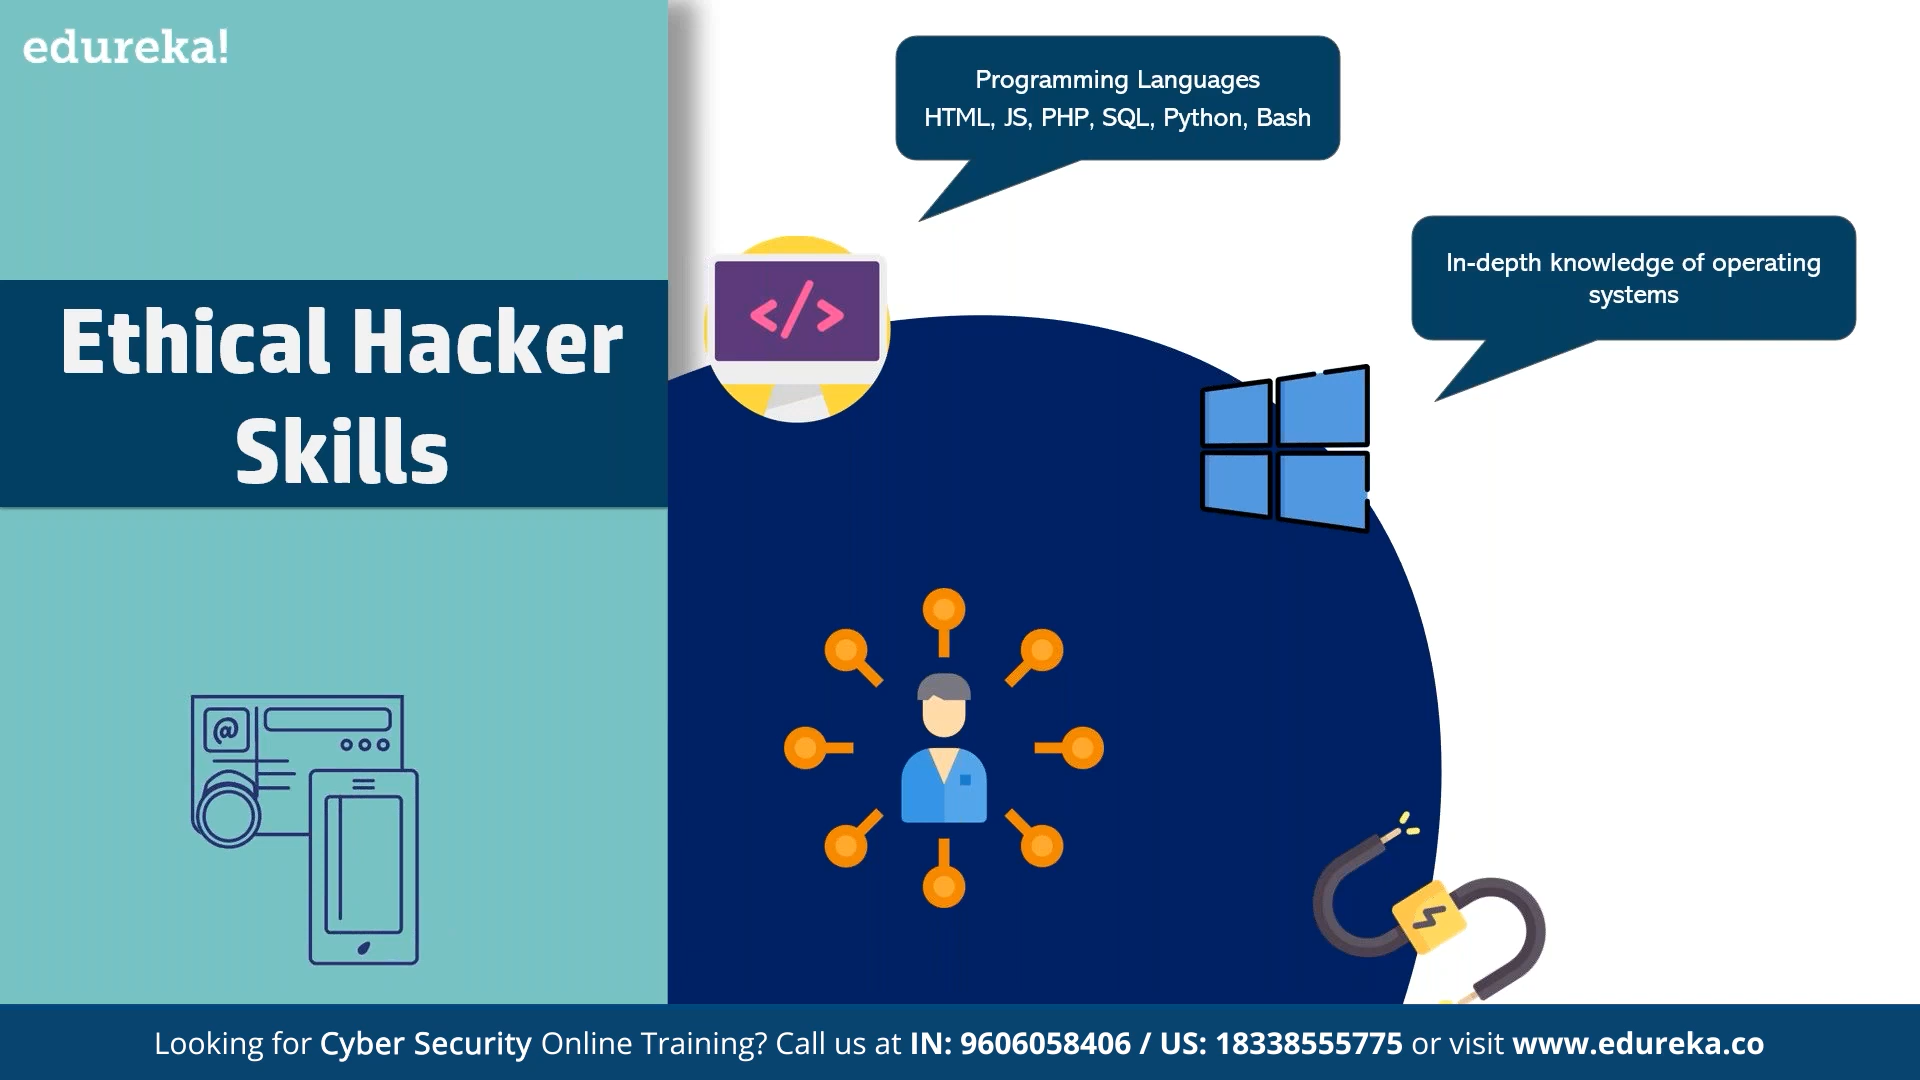 edureka!
Ethical Hacker
Skills
Programming Languages
HTML, JS, PHP, SQL, Python, Bash
In-depth knowledge of operating
systems
@
</>
Looking for Cyber Security Online Training? Call us at IN: 9606058406 / US: 18338555775 or visit www.edureka.co